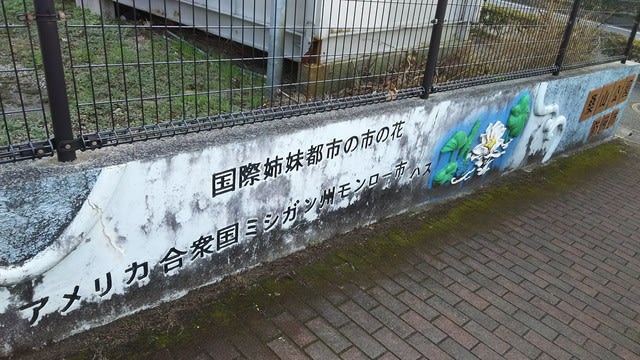 国際姉妹都市の市の花
アメリカ合衆国ミシガン州モンロー市 ハス